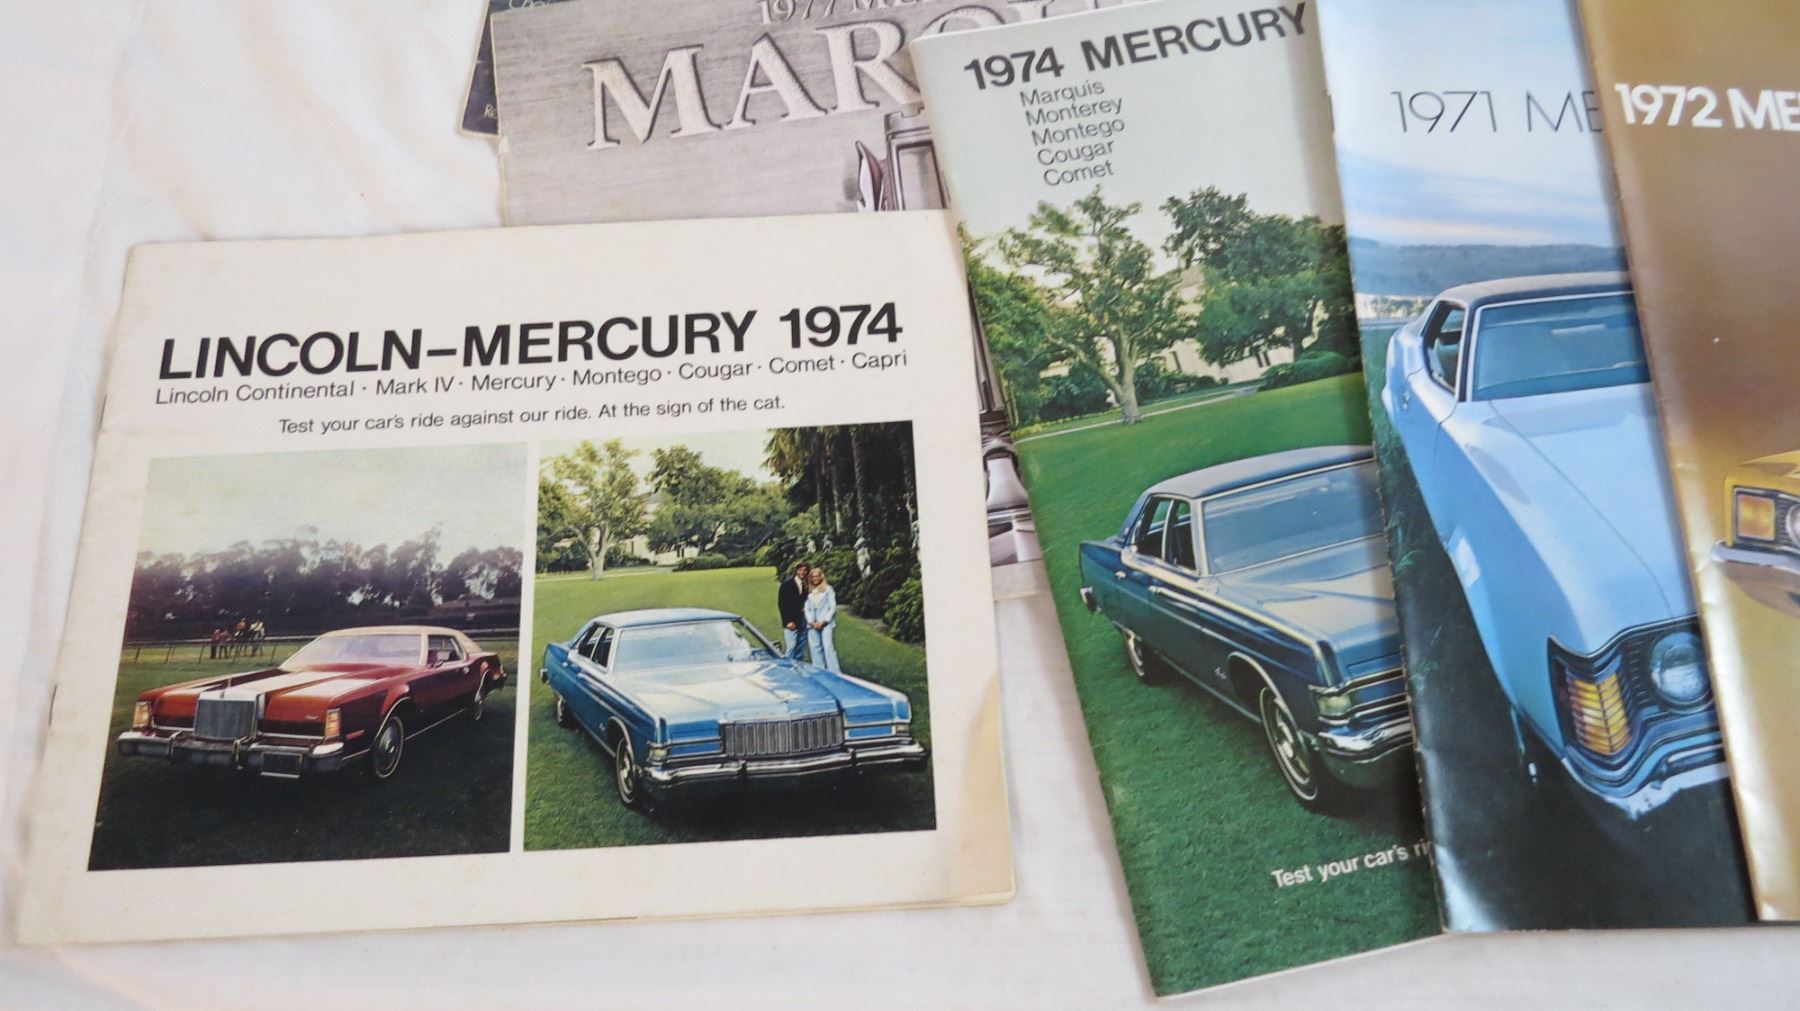 1977 ME
MARQU
LINCOLN-MERCURY 1974
Lincoln Continental · Mark IV · Mercury · Montego · Cougar · Comet · Capri
Test your car's ride against our ride. At the sign of the cat.
1974 MERCURY
Marquis
Monterey
Montego
Cougar
Comet
Test your car's ri
1971 ME
1972 ME